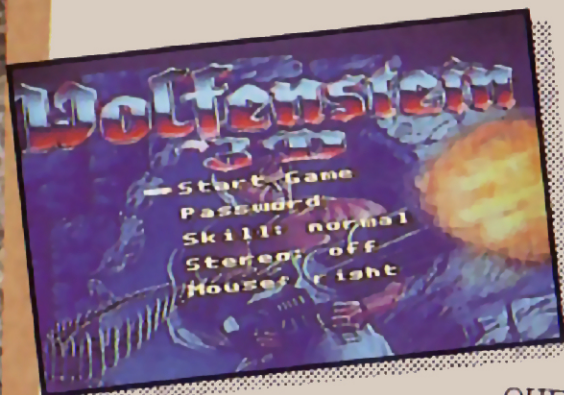 Wolfenstein
3D
Start Game
Password
Skill: normal
Stereo: off
Mouse: right